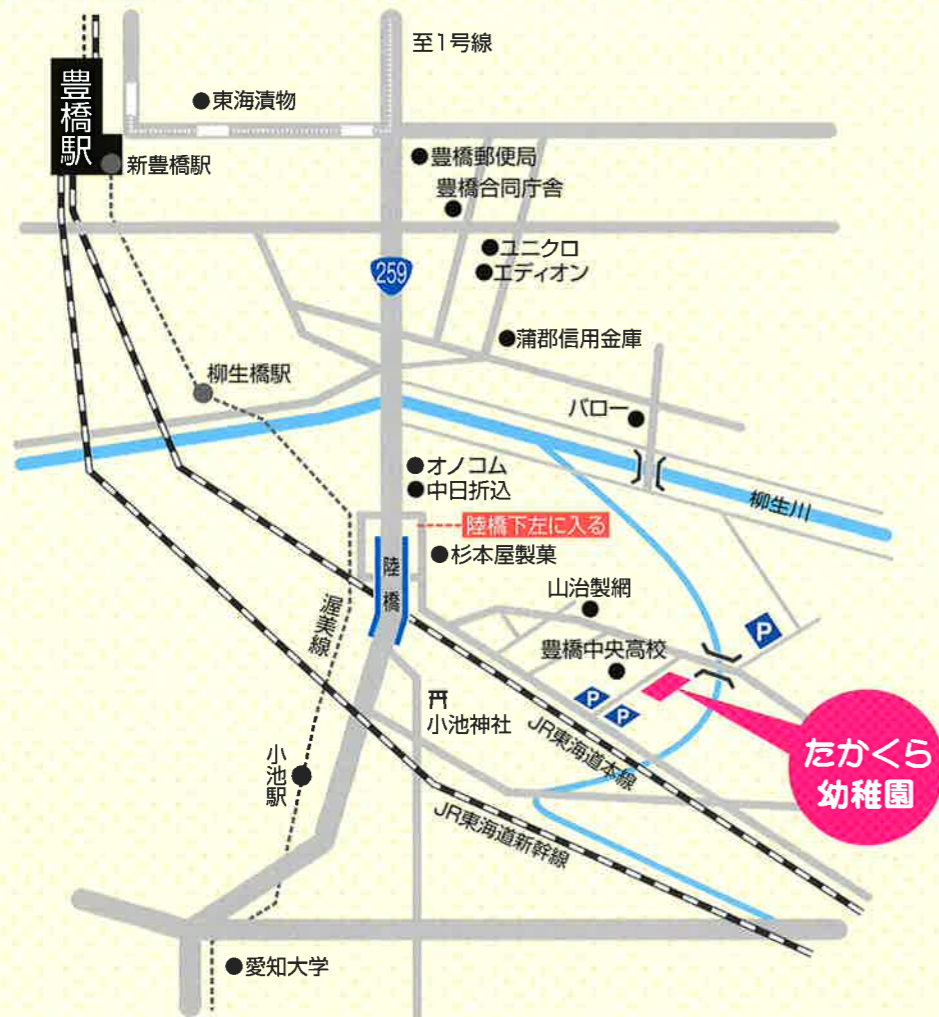 至1号線
豊橋駅
東海漬物
新豊橋駅
豊橋郵便局
豊橋合同庁舎
ユニクロ
259
エディオン
蒲郡信用金庫
柳生橋駅
バロー
オノコム
中日折込
柳生川
陸橋下左に入る
杉本屋製菓
陸橋
山治製網
渥美線
P
豊橋中央高校
P
P
小池神社
JR東海道本線
たかくら
幼稚園
小池駅
JR東海道新幹線
愛知大学